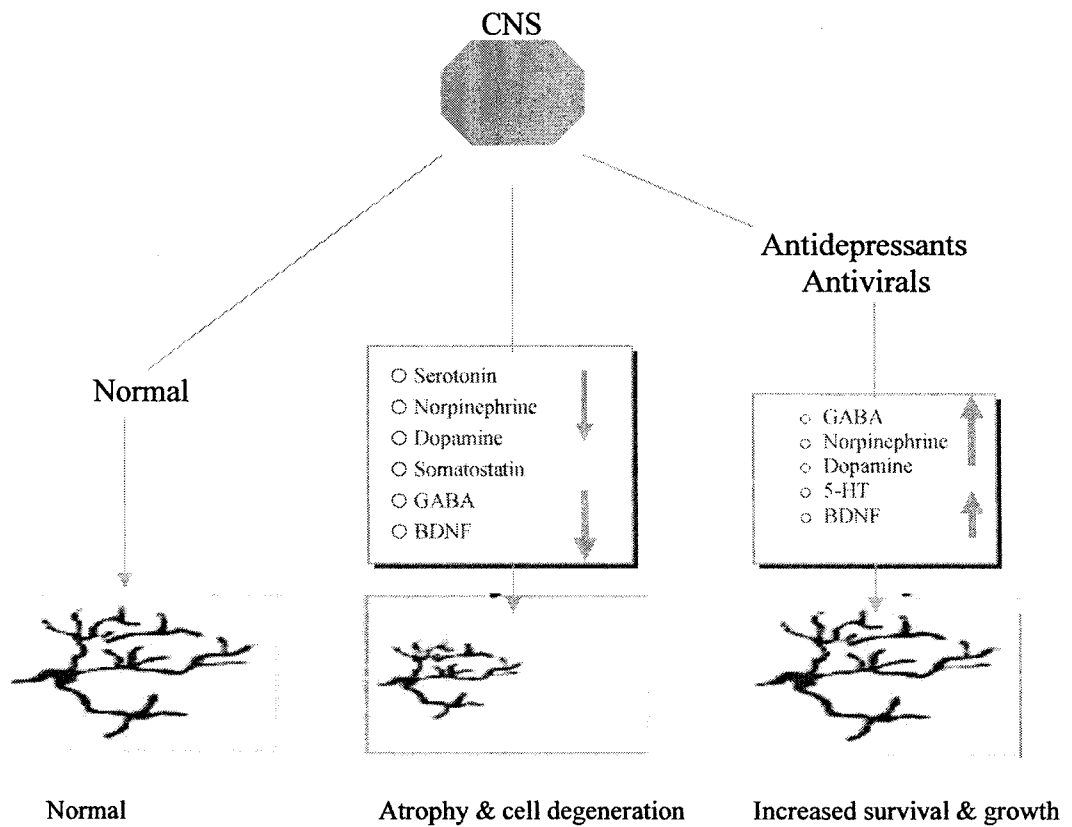 CNS
Antidepressants
Antivirals
Normal
○ Serotonin
○ Norpinephrine
○ Dopamine
○ Somatostatin
○ GABA
○ BDNF
○ GABA
○ Norpinephrine
○ Dopamine
○ 5-HT
○ BDNF
Normal
Atrophy & cell degeneration
Increased survival & growth